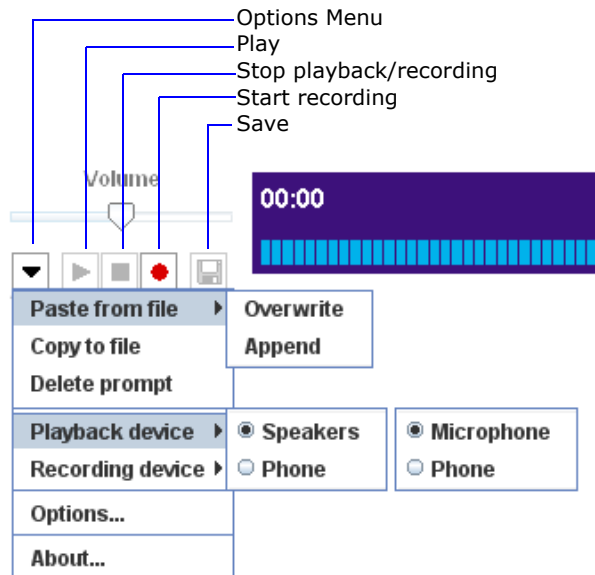 Options Menu
Play
Stop playback/recording
Start recording
Save
Volume
00:00
Paste from file
Overwrite
Copy to file
Append
Delete prompt
Playback device
Speakers
Microphone
Recording device
Phone
Phone
Options...
About...